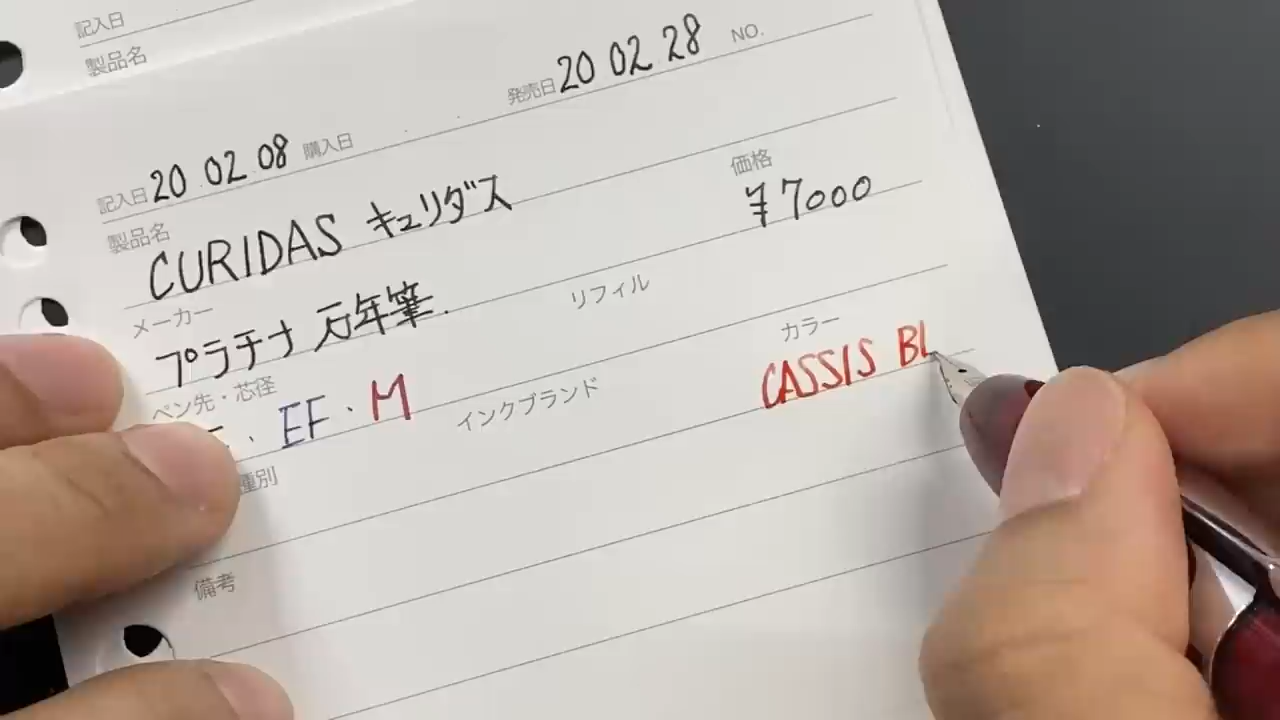 記入日
製品名
発売日 20 02 28 NO.
記入日 20 02 08 購入日
製品名 価格
CURIDAS キュリダス ¥7000
メーカー リフィル
プラチナ万年筆.
ペン先・芯径 カラー
・ EF・M インクブランド CASSIS BL
種別
備考